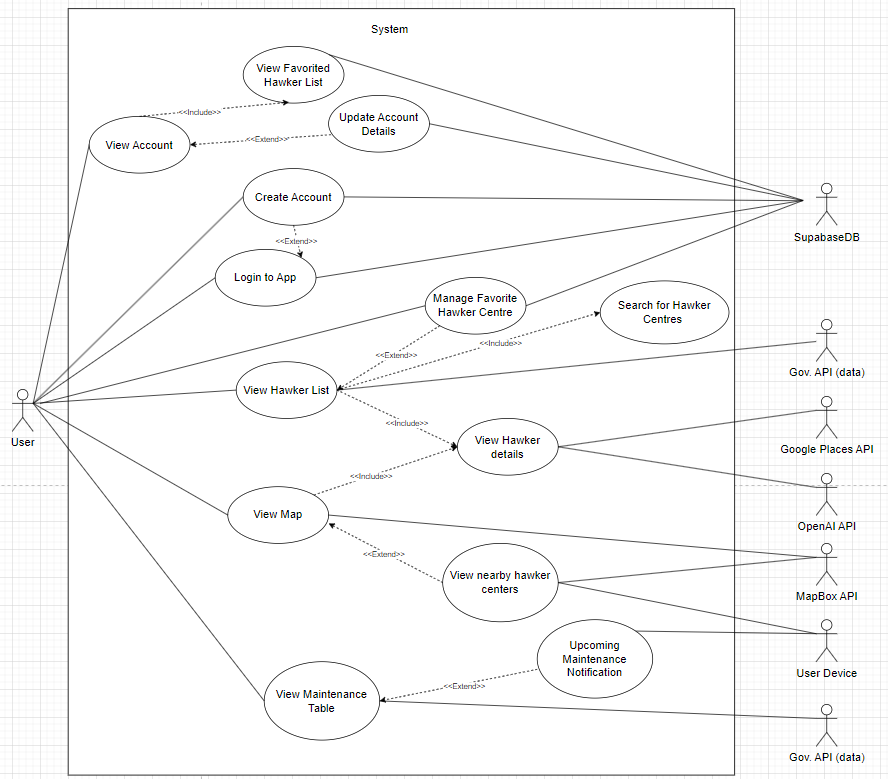 System
View Favorited
Hawker List
<<Include>>
Update Account
Details
<<Extend>>
View Account
Create Account
<<Extend>>
SupabaseDB
Login to App
Manage Favorite
Hawker Centre
Search for Hawker
Centres
<<Include>>
<<Extend>>
Gov. API (data)
View Hawker List
<<Include>>
User
View Hawker
details
Google Places API
<<Include>>
View Map
OpenAI API
<<Extend>>
View nearby hawker
centers
MapBox API
Upcoming
Maintenance
Notification
User Device
<<Extend>>
View Maintenance
Table
Gov. API (data)